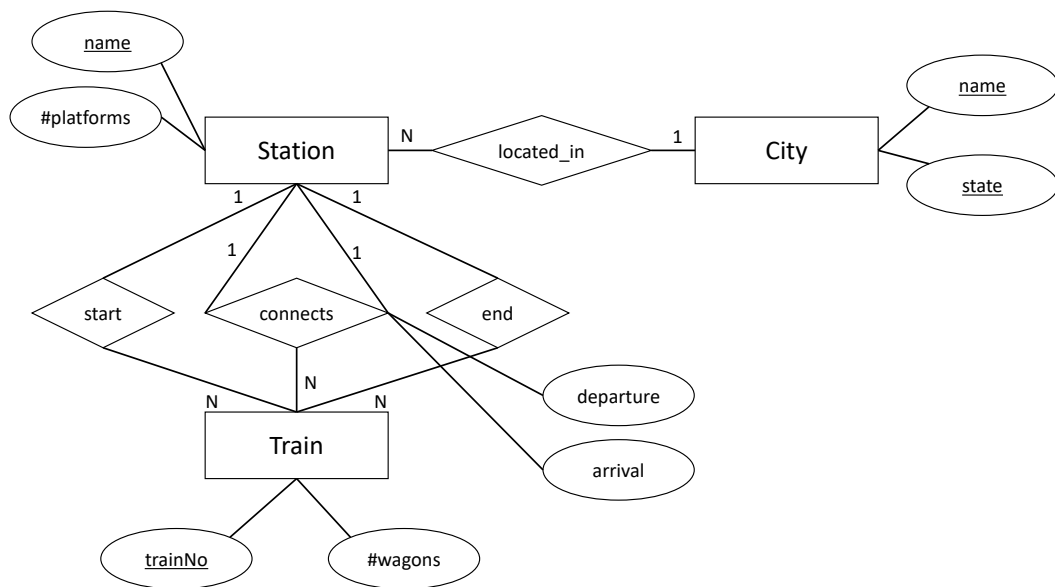 name
#platforms
Station
N
located_in
1
City
name
state
1
1
1
1
start
connects
end
N
N
N
departure
arrival
Train
trainNo
#wagons